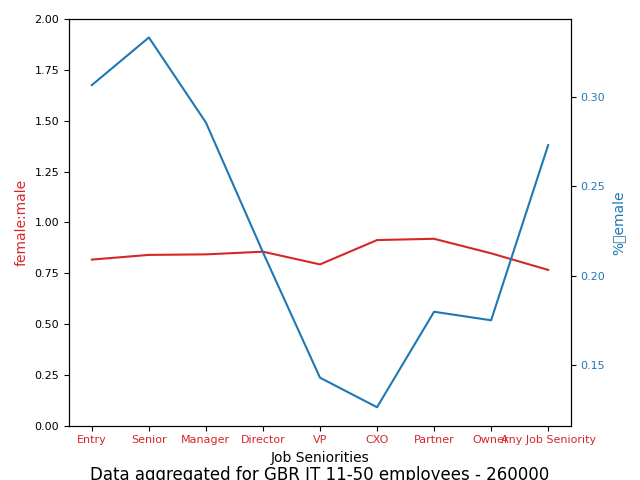 2.00
1.75
1.50
1.25
1.00
0.75
0.50
0.25
0.00
female:male
0.30
0.25
0.20
0.15
%▯emale
Entry Senior Manager Director VP CXO Partner Owner Any Job Seniority
Job Seniorities
Data aggregated for GBR IT 11-50 employees - 260000